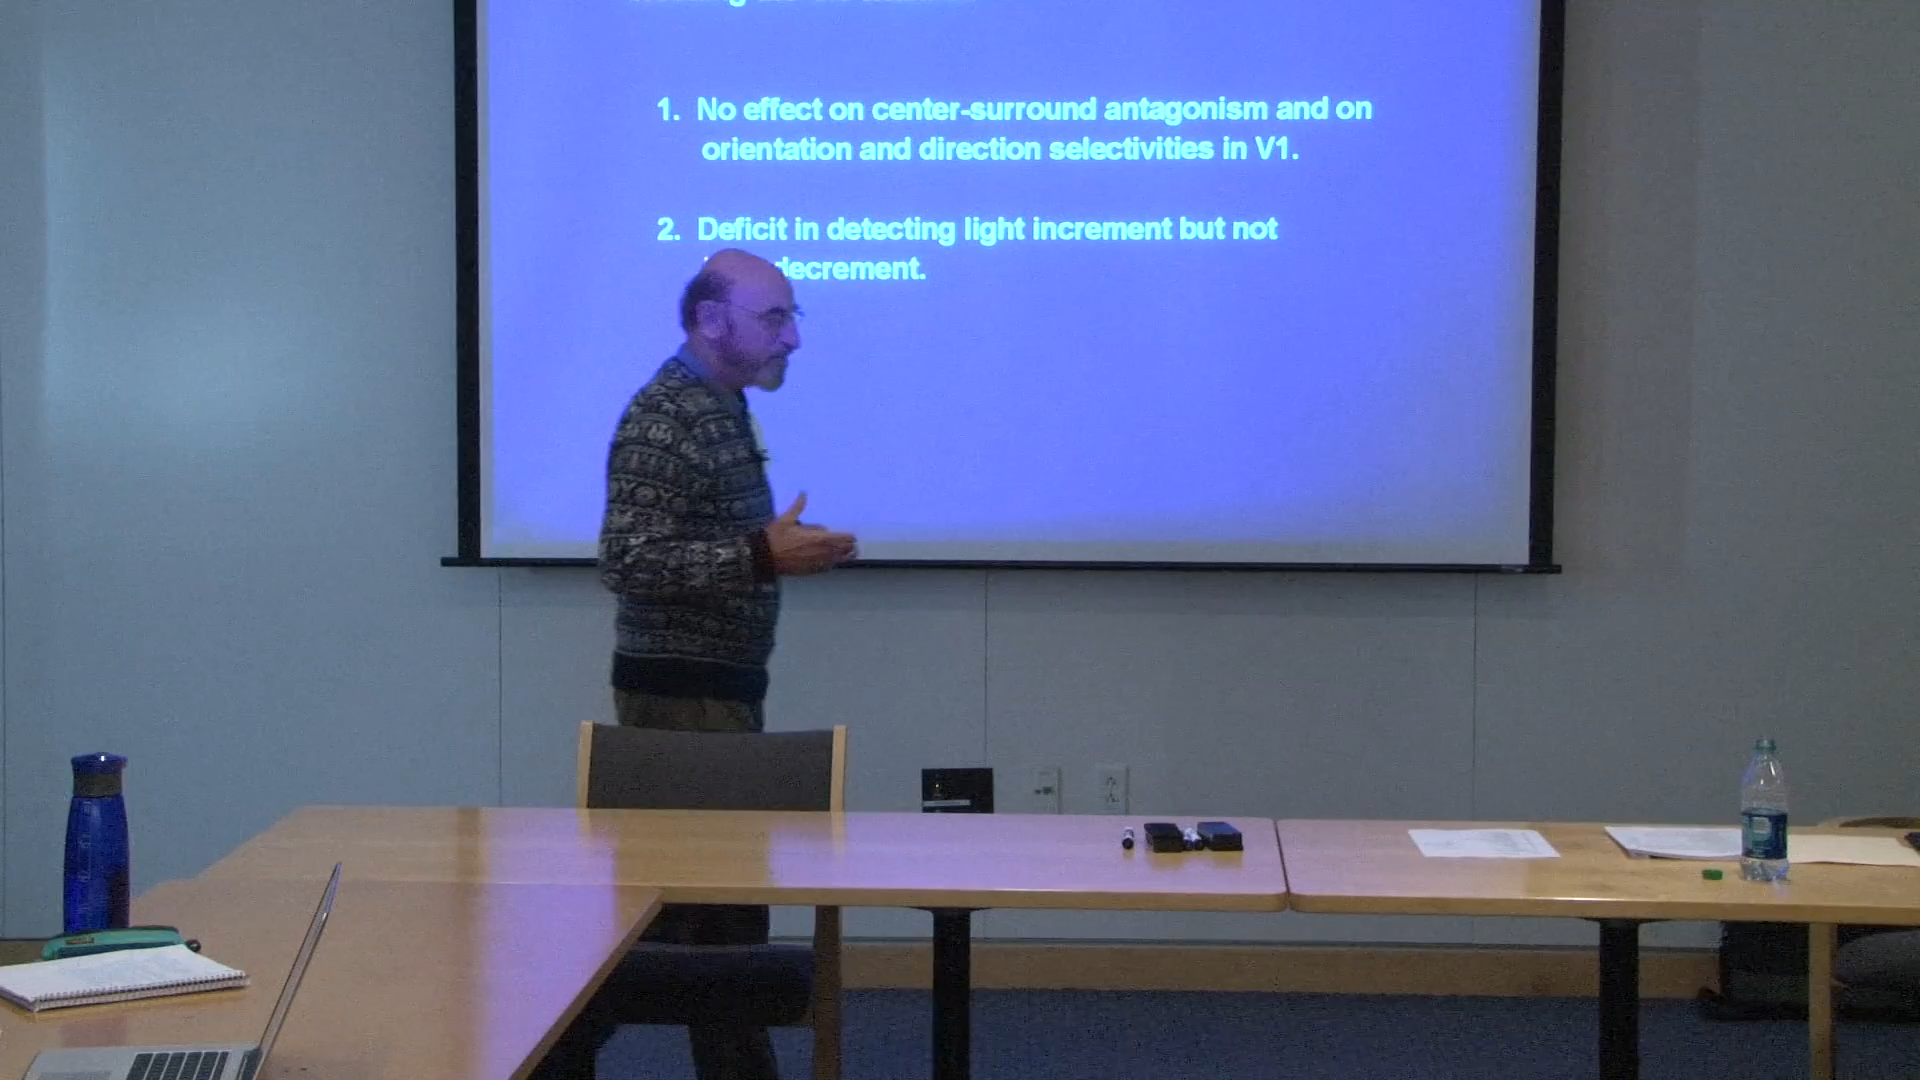 1. No effect on center-surround antagonism and on
orientation and direction selectivities in V1.
2. Deficit in detecting light increment but not
decrement.